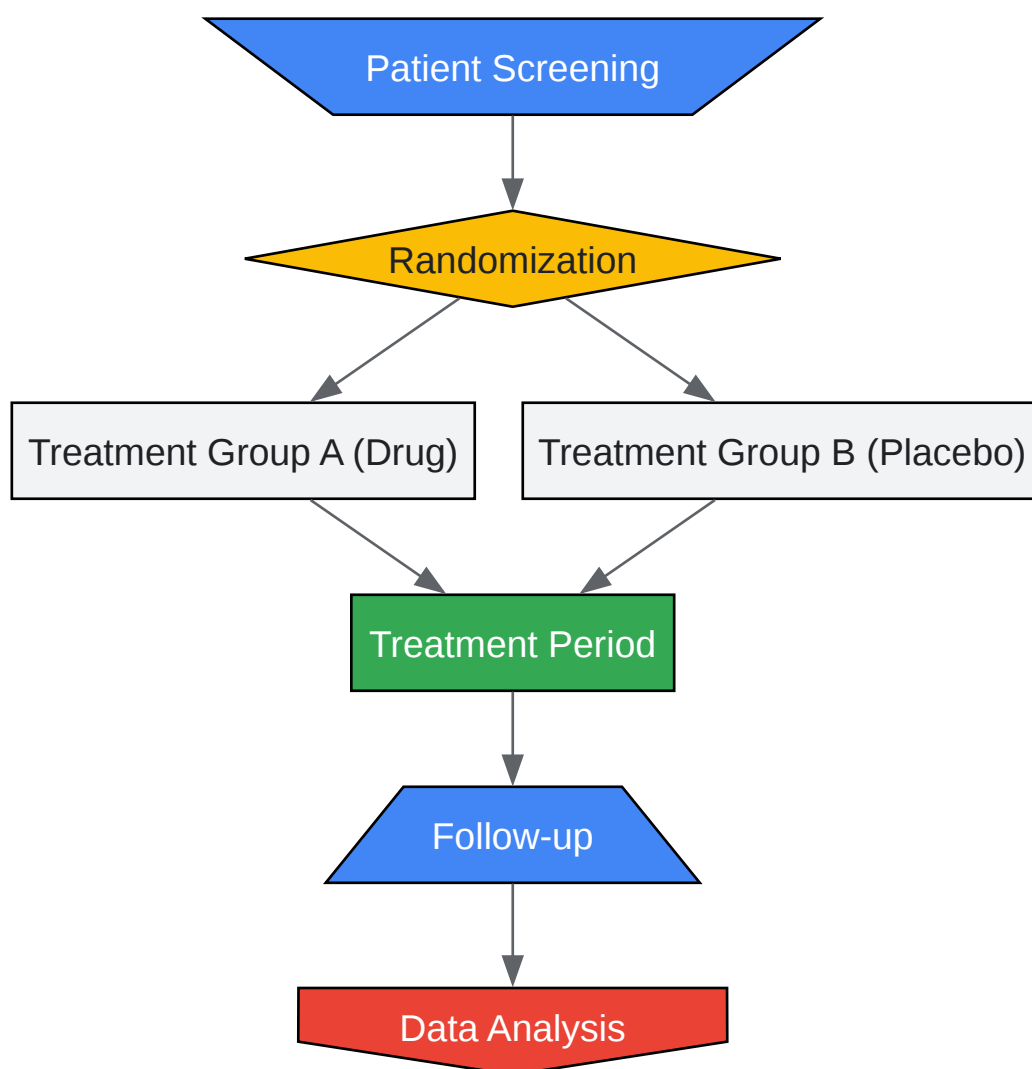 Patient Screening
Randomization
Treatment Group A (Drug)
Treatment Group B (Placebo)
Treatment Period
Follow-up
Data Analysis